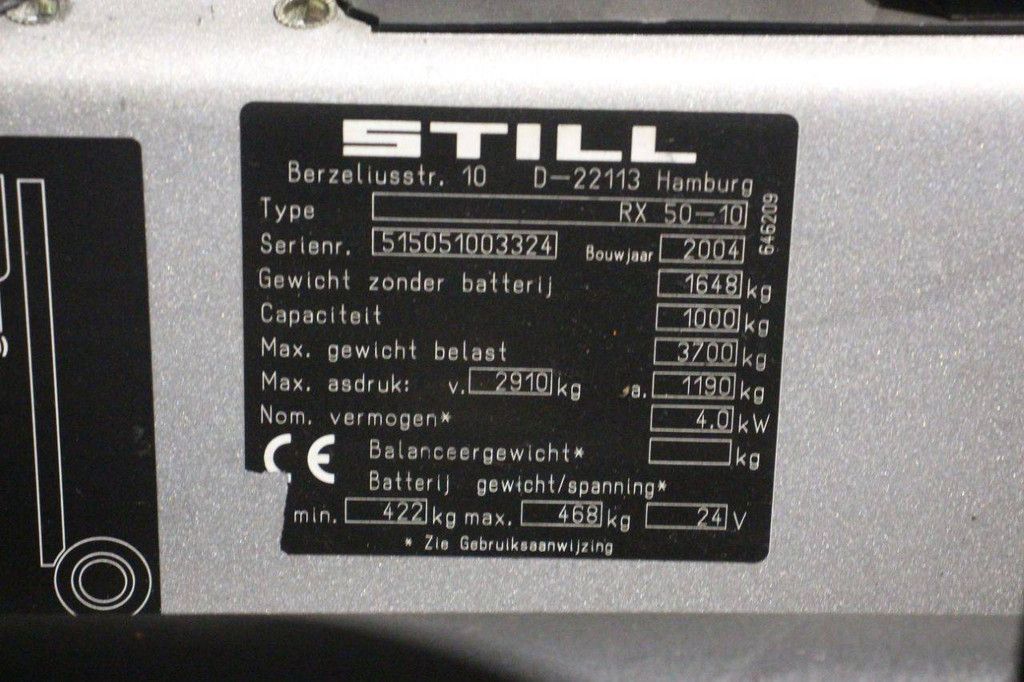 STILL
Berzeliusstr. 10 D-22113 Hamburg
Type RX 50-10
646209
Serienr. 515051003324 Bouwjaar 2004
Gewicht zonder batterij 1648 kg
Capaciteit 1000 kg
Max. gewicht belast 3700 kg
Max. asdruk: v. 2910 kg a. 1190 kg
Nom. vermogen* 4.0 kW
CE Balanceergewicht* kg
Batterij gewicht/spanning*
min. 422 kg max. 468 kg 24 V
* Zie Gebruiksaanwijzing